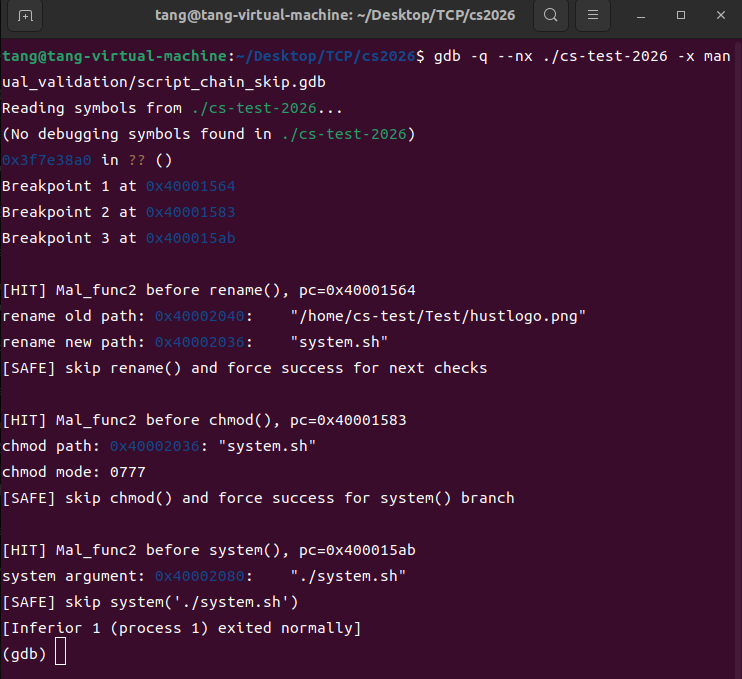 tang@tang-virtual-machine: ~/Desktop/TCP/cs2026
tang@tang-virtual-machine:~/Desktop/TCP/cs2026$ gdb -q --nx ./cs-test-2026 -x man
ual_validation/script_chain_skip.gdb
Reading symbols from ./cs-test-2026...
(No debugging symbols found in ./cs-test-2026)
0x3f7e38a0 in ?? ()
Breakpoint 1 at 0x40001564
Breakpoint 2 at 0x40001583
Breakpoint 3 at 0x400015ab
[HIT] Mal_func2 before rename(), pc=0x40001564
rename old path: 0x40002040:    "/home/cs-test/Test/hustlogo.png"
rename new path: 0x40002036:    "system.sh"
[SAFE] skip rename() and force success for next checks
[HIT] Mal_func2 before chmod(), pc=0x40001583
chmod path: 0x40002036: "system.sh"
chmod mode: 0777
[SAFE] skip chmod() and force success for system() branch
[HIT] Mal_func2 before system(), pc=0x400015ab
system argument: 0x40002080:    "./system.sh"
[SAFE] skip system('./system.sh')
[Inferior 1 (process 1) exited normally]
(gdb)